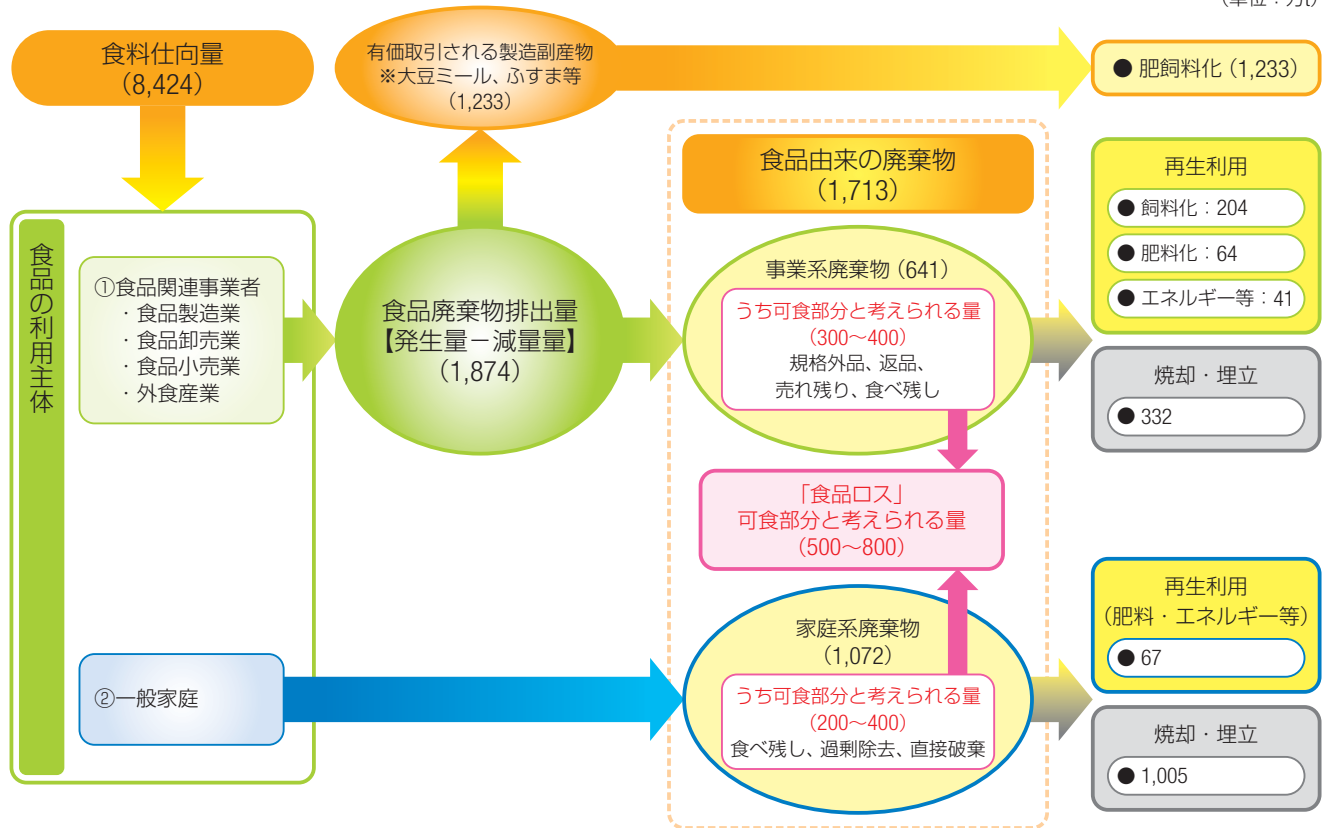 (単位：万t)
食料仕向量
(8,424)
有価取引される製造副産物
※大豆ミール、ふすま等
(1,233)
● 肥飼料化 (1,233)
食品の利用主体
①食品関連事業者
・食品製造業
・食品卸売業
・食品小売業
・外食産業
②一般家庭
食品廃棄物排出量
【発生量－減量量】
(1,874)
食品由来の廃棄物
(1,713)
事業系廃棄物 (641)
うち可食部分と考えられる量
(300～400)
規格外品、返品、
売れ残り、食べ残し
「食品ロス」
可食部分と考えられる量
(500～800)
家庭系廃棄物
(1,072)
うち可食部分と考えられる量
(200～400)
食べ残し、過剰除去、直接破棄
再生利用
● 飼料化：204
● 肥料化：64
● エネルギー等：41
焼却・埋立
● 332
再生利用
(肥料・エネルギー等)
● 67
焼却・埋立
● 1,005